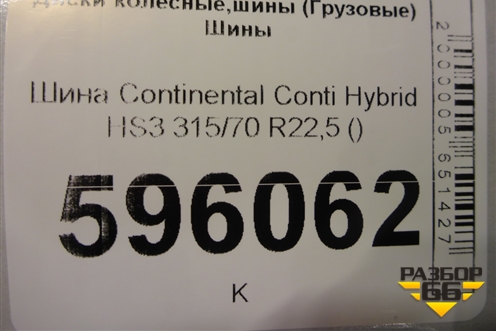 Диски колесные,шины (Грузовые)
Шины
Шина Continental Conti Hybrid
HS3 315/70 R22,5 ()
596062
K
2000005651427
РАЗБОР
66